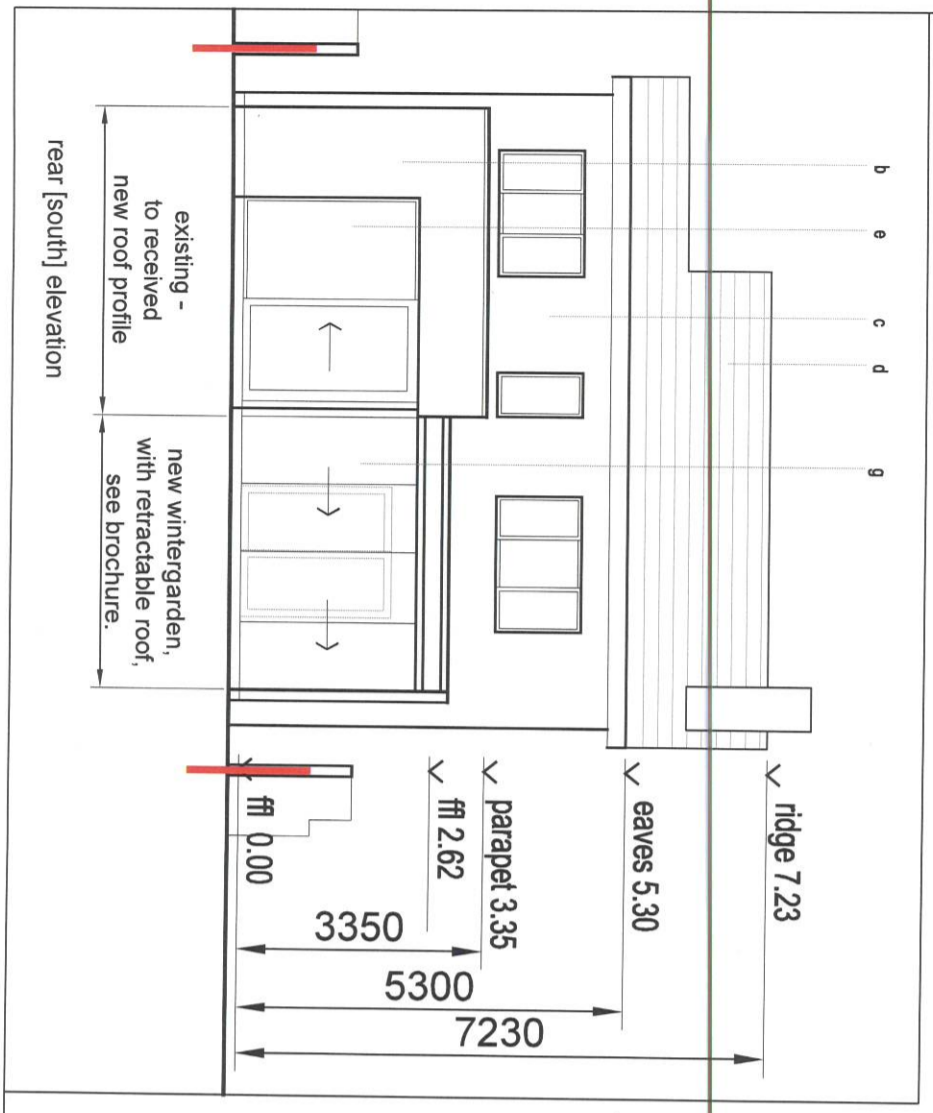 b
e
c
d
g
ridge 7.23
eaves 5.30
parapet 3.35
ffl 2.62
ffl 0.00
3350
5300
7230
existing -
to received
new roof profile
new wintergarden,
with retractable roof,
see brochure.
rear [south] elevation